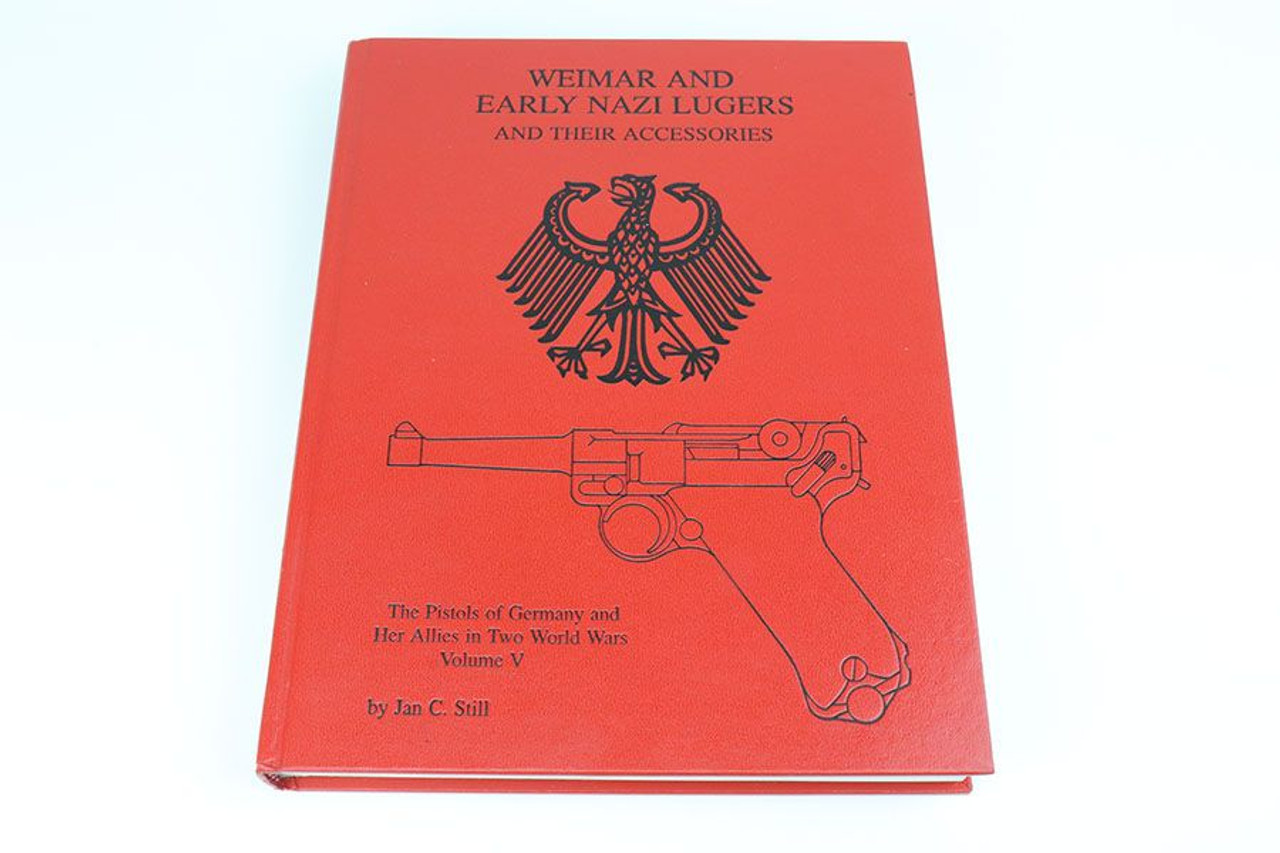 WEIMAR AND
EARLY NAZI LUGERS
AND THEIR ACCESSORIES
The Pistols of Germany and
Her Allies in Two World Wars
Volume V
by Jan C. Still